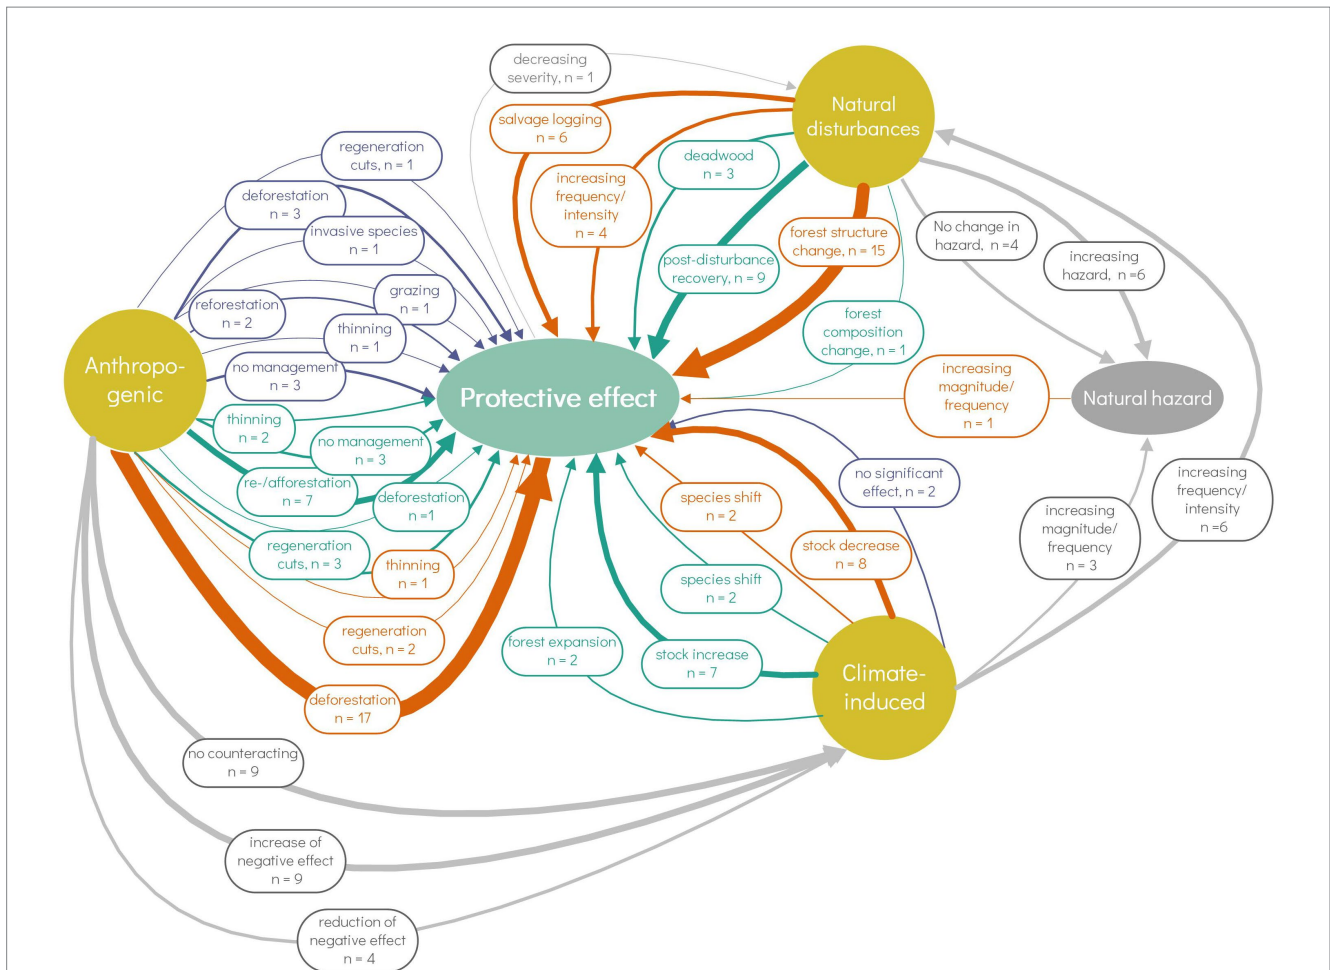 decreasing
severity, n = 1
Natural
disturbances
salvage logging
n = 6
regeneration
cuts, n = 1
deadwood
n = 3
increasing
frequency/
intensity
n = 4
deforestation
n = 3
invasive species
n = 1
forest structure
change, n = 15
No change in
hazard,  n =4
increasing
hazard,  n =6
post-disturbance
recovery, n = 9
reforestation
n = 2
grazing
n = 1
thinning
n = 1
forest
composition
change, n = 1
Anthropo-
genic
no management
n = 3
Protective effect
increasing
magnitude/
frequency
n = 1
Natural hazard
thinning
n = 2
no management
n = 3
re-/afforestation
n = 7
deforestation
n =1
no significant
effect, n = 2
increasing
frequency/
intensity
n =6
species shift
n = 2
increasing
magnitude/
frequency
n = 3
regeneration
cuts, n = 3
thinning
n = 1
stock decrease
n = 8
species shift
n = 2
regeneration
cuts, n = 2
forest expansion
n = 2
stock increase
n = 7
Climate-
induced
deforestation
n = 17
no counteracting
n = 9
increase of
negative effect
n = 9
reduction of
negative effect
n = 4